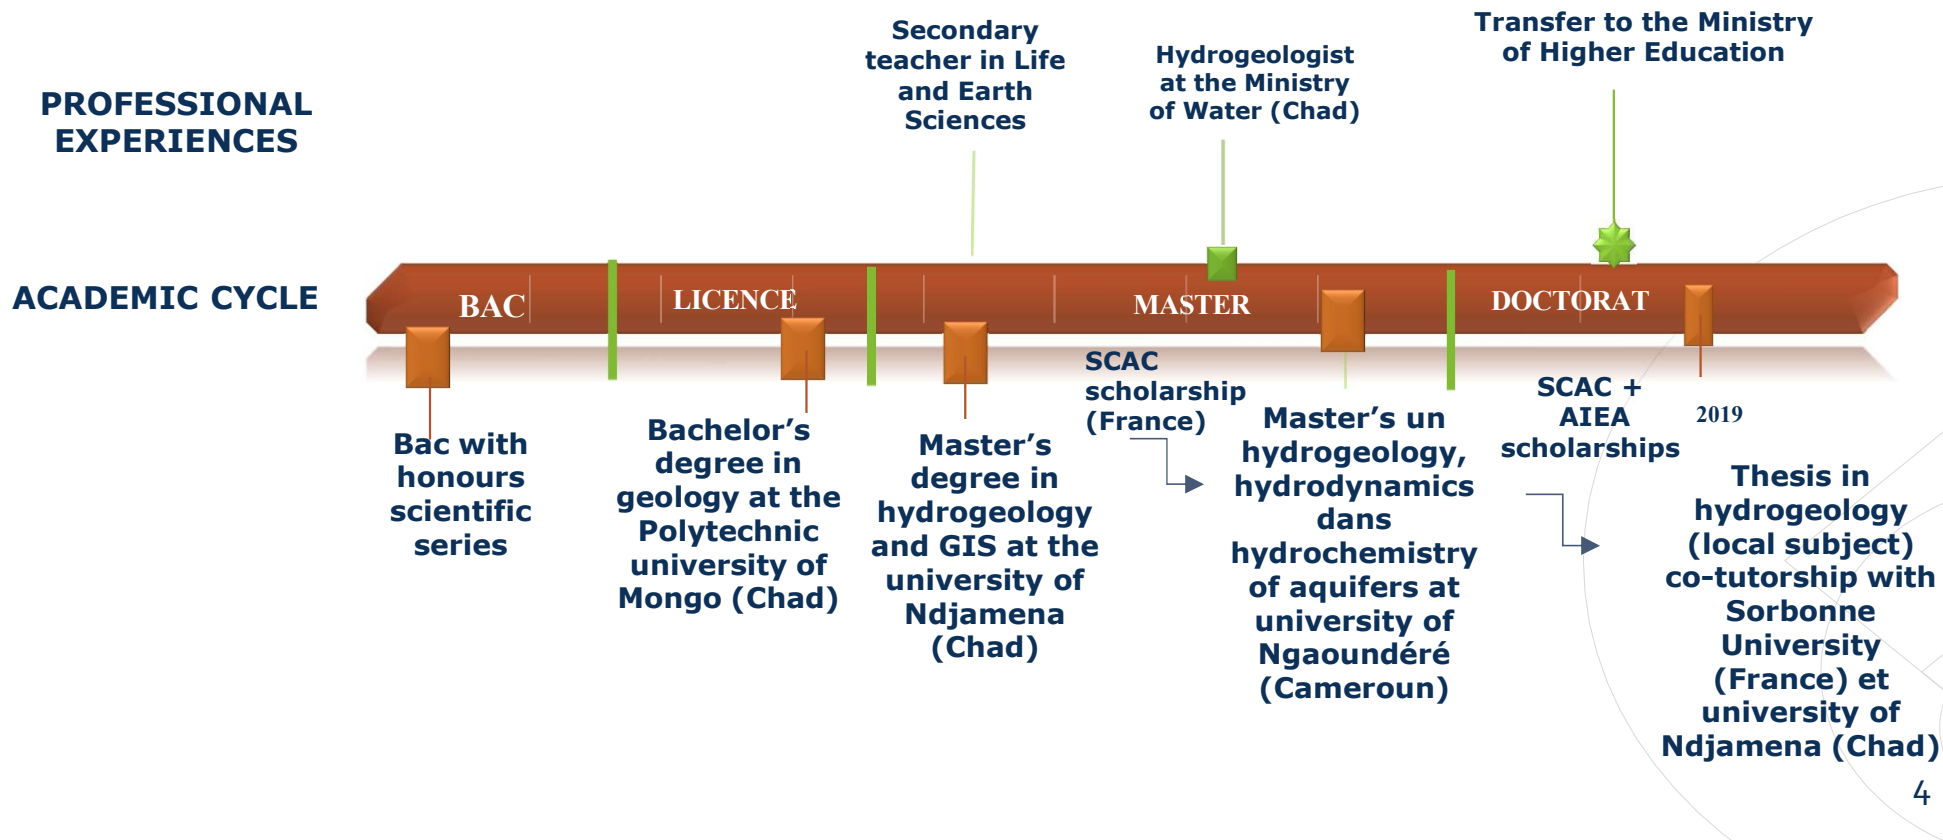 PROFESSIONAL
EXPERIENCES
Secondary
teacher in Life
and Earth
Sciences
Hydrogeologist
at the Ministry
of Water (Chad)
Transfer to the Ministry
of Higher Education
ACADEMIC CYCLE
BAC
LICENCE
MASTER
DOCTORAT
Bac with
honours
scientific
series
Bachelor’s
degree in
geology at the
Polytechnic
university of
Mongo (Chad)
Master’s
degree in
hydrogeology
and GIS at the
university of
Ndjamena
(Chad)
SCAC
scholarship
(France)
Master’s un
hydrogeology,
hydrodynamics
dans
hydrochemistry
of aquifers at
university of
Ngaoundéré
(Cameroun)
SCAC +
AIEA
scholarships
2019
Thesis in
hydrogeology
(local subject)
co-tutorship with
Sorbonne
University
(France) et
university of
Ndjamena (Chad)
4